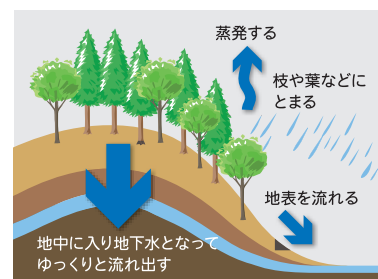 蒸発する
枝や葉などに
とまる
地表を流れる
地中に入り地下水となって
ゆっくりと流れ出す